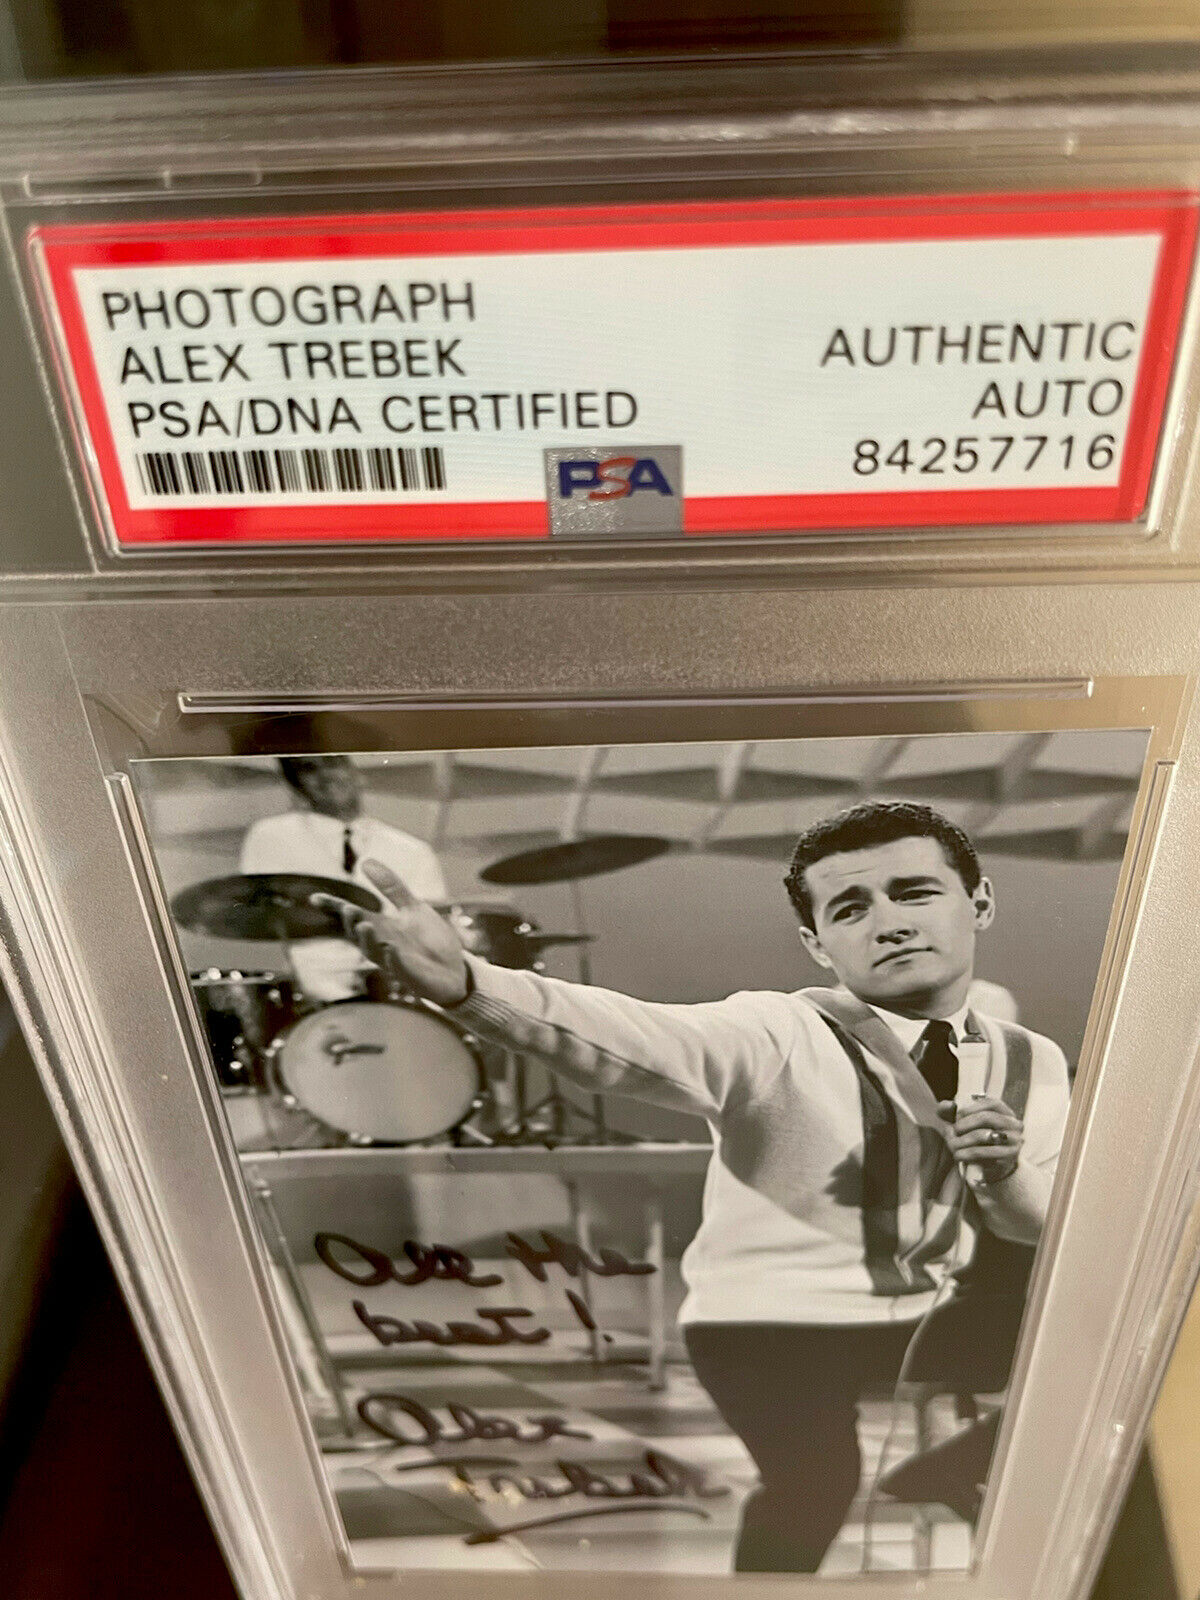 PHOTOGRAPH
ALEX TREBEK
PSA/DNA CERTIFIED
AUTHENTIC
AUTO
84257716
PSA
All the
best!
Alex
Trebek